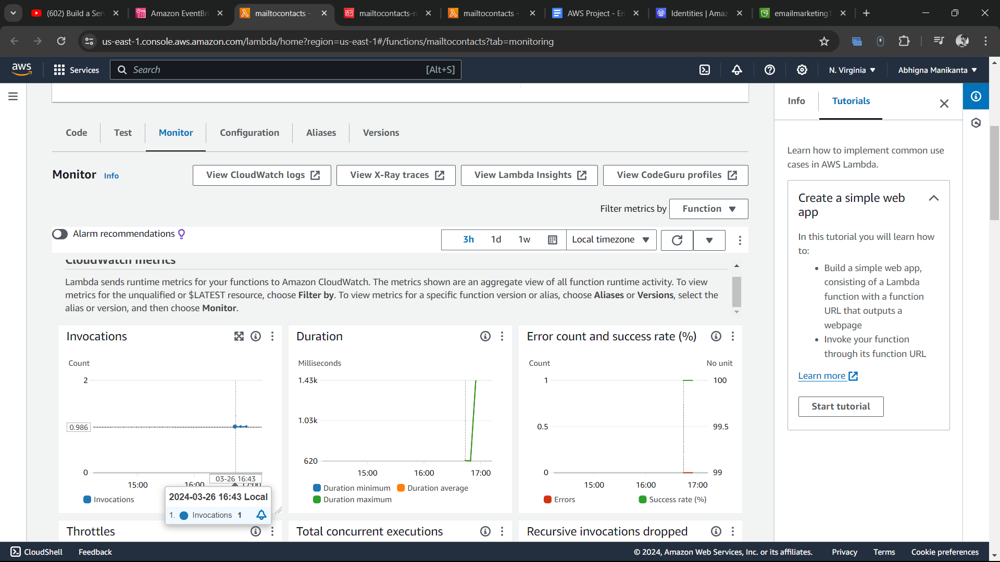 (602) Build a Ser
Amazon EventBri
mailtocontacts -
mailtocontacts-r
mailtocontacts -
AWS Project - En
Identities | Amaz
emailmarketing1
us-east-1.console.aws.amazon.com/lambda/home?region=us-east-1#/functions/mailtocontacts?tab=monitoring
aws
Services
Search
[Alt+S]
N. Virginia
Abhigna Manikanta
Info
Tutorials
Code
Test
Monitor
Configuration
Aliases
Versions
Monitor
Info
View CloudWatch logs
View X-Ray traces
View Lambda Insights
View CodeGuru profiles
Filter metrics by
Function
Alarm recommendations
3h
1d
1w
Local timezone
CloudWatch metrics
Lambda sends runtime metrics for your functions to Amazon CloudWatch. The metrics shown are an aggregate view of all function runtime activity. To view
metrics for the unqualified or $LATEST resource, choose Filter by. To view metrics for a specific function version or alias, choose Aliases or Versions, select the
alias or version, and then choose Monitor.
Invocations
Count
2
0.986
0
15:00
16:00
17:00
03-26 16:43
Invocations
2024-03-26 16:43 Local
1. Invocations 1
Duration
Milliseconds
1.43k
1.03k
620
15:00
16:00
17:00
Duration minimum
Duration average
Duration maximum
Error count and success rate (%)
Count
No unit
1
100
0.5
99.5
0
99
15:00
16:00
17:00
Errors
Success rate (%)
Throttles
Total concurrent executions
Recursive invocations dropped
Learn how to implement common use
cases in AWS Lambda.
Create a simple web
app
In this tutorial you will learn how
to:
• Build a simple web app,
consisting of a Lambda
function with a function
URL that outputs a
webpage
• Invoke your function
through its function URL
Learn more
Start tutorial
CloudShell
Feedback
© 2024, Amazon Web Services, Inc. or its affiliates.
Privacy
Terms
Cookie preferences